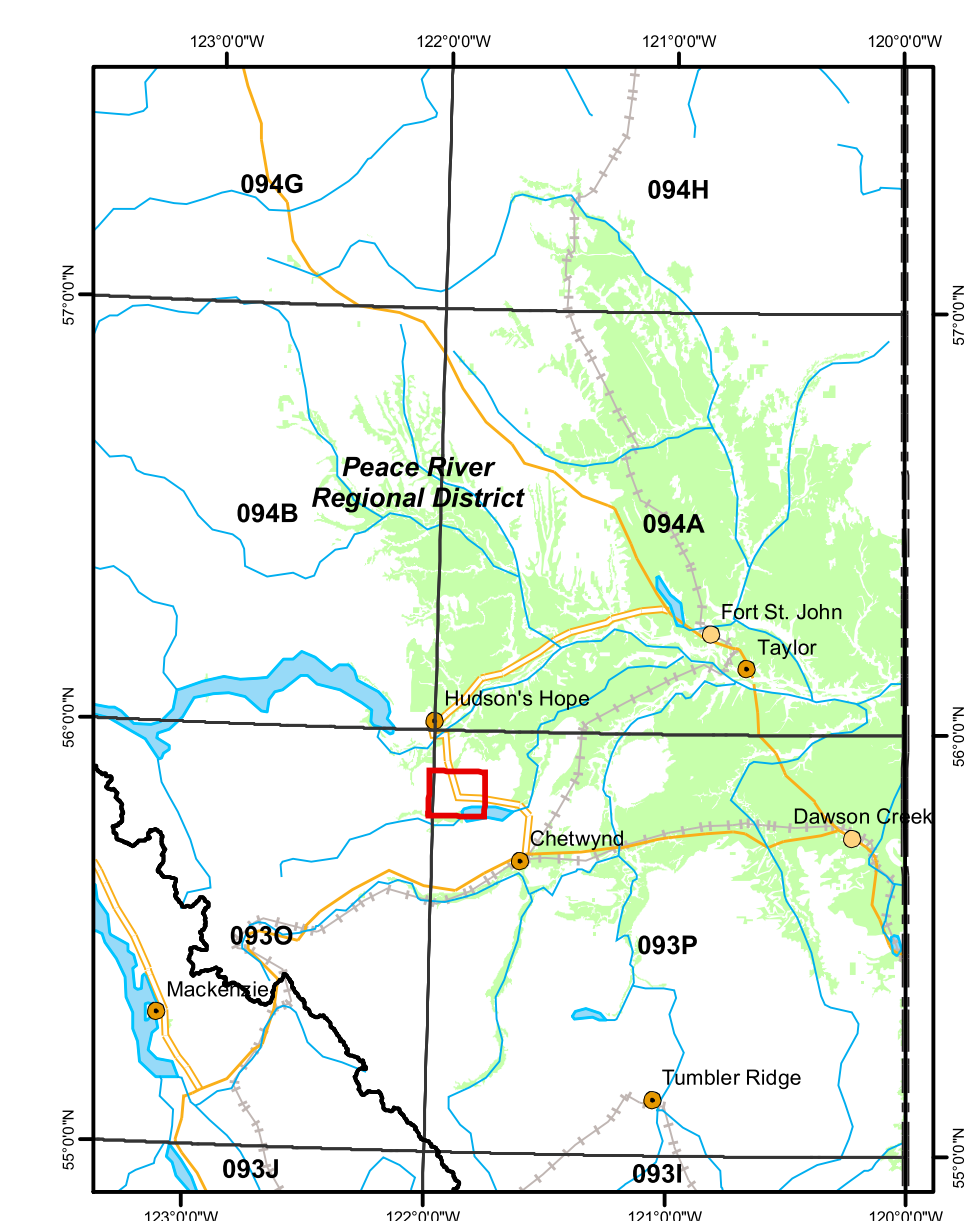 123°0'0"W
122°0'0"W
121°0'0"W
120°0'0"W
094G
094H
57°0'0"N
57°0'0"N
Peace River
Regional District
094B
094A
Fort St. John
Taylor
Hudson's Hope
56°0'0"N
56°0'0"N
Dawson Creek
Chetwynd
093O
093P
Mackenzie
Tumbler Ridge
55°0'0"N
55°0'0"N
093J
093I
123°0'0"W
122°0'0"W
121°0'0"W
120°0'0"W